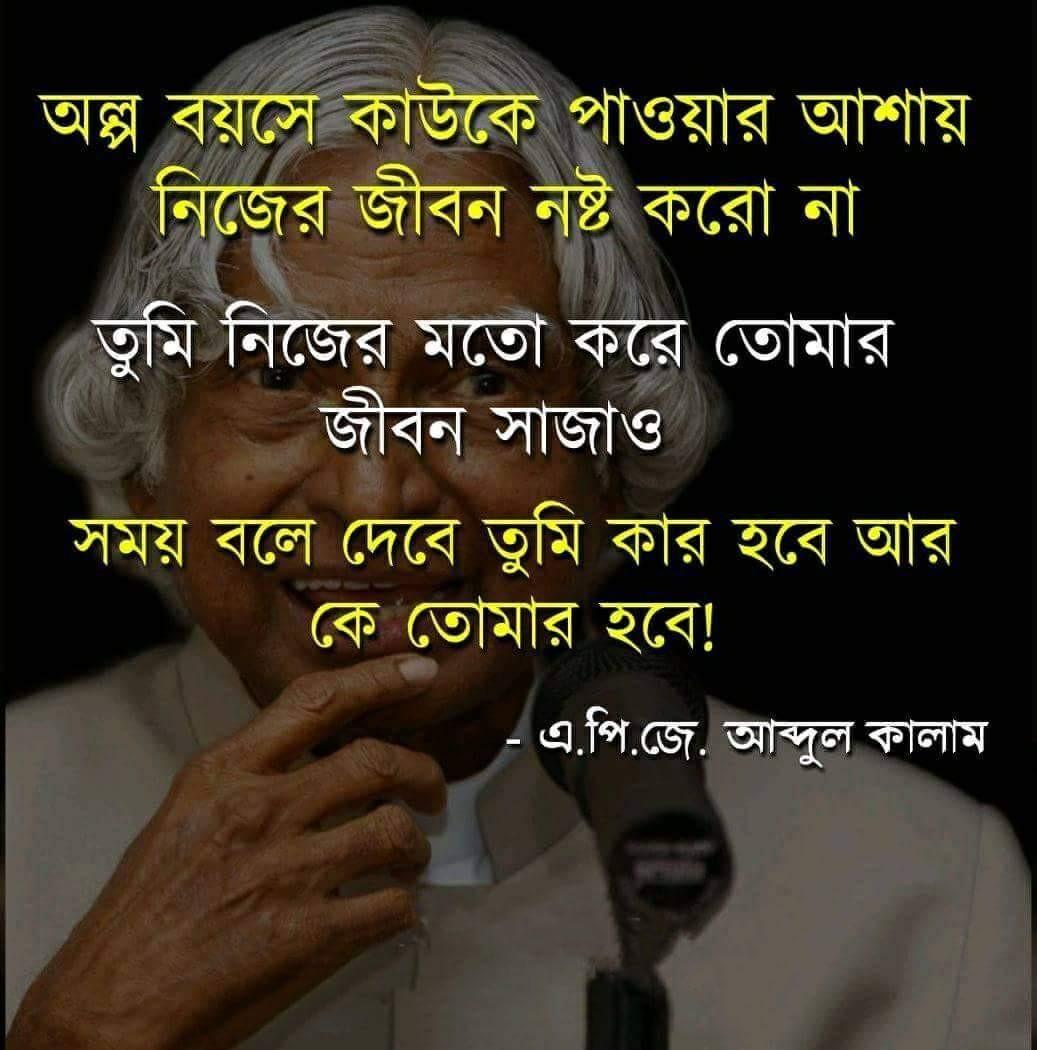 অল্প বয়সে কাউকে পাওয়ার আশায়
নিজের জীবন নষ্ট করো না
তুমি নিজের মতো করে তোমার
জীবন সাজাও
সময় বলে দেবে তুমি কার হবে আর
কে তোমার হবে!
- এ.পি.জে. আব্দুল কালাম